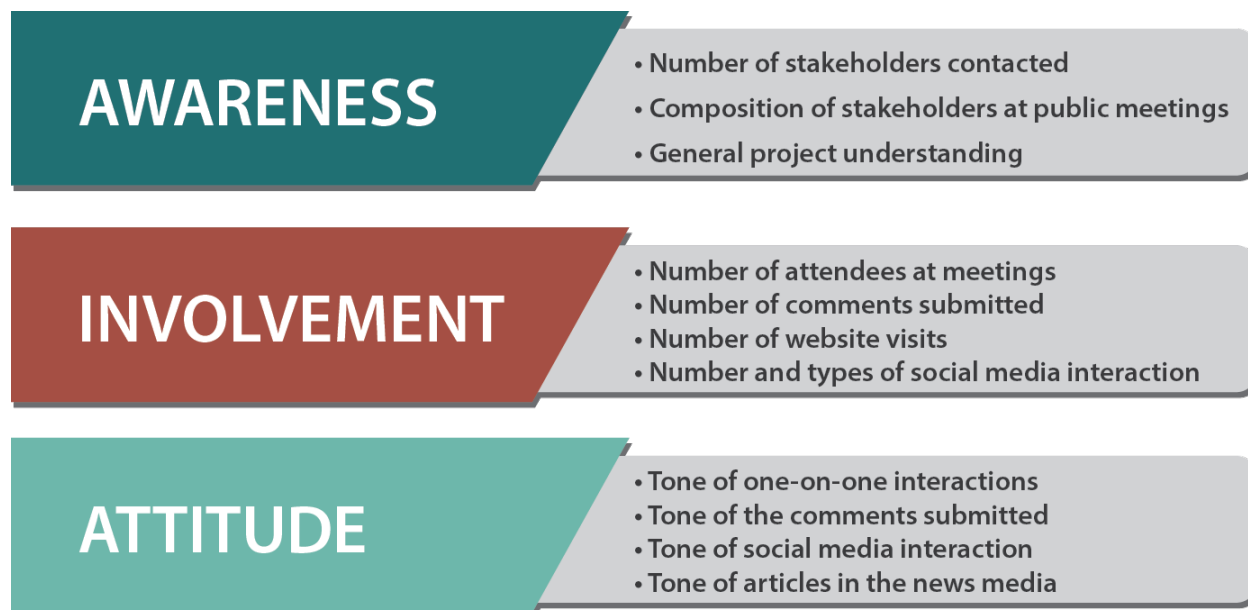 AWARENESS
• Number of stakeholders contacted
• Composition of stakeholders at public meetings
• General project understanding
INVOLVEMENT
• Number of attendees at meetings
• Number of comments submitted
• Number of website visits
• Number and types of social media interaction
ATTITUDE
• Tone of one-on-one interactions
• Tone of the comments submitted
• Tone of social media interaction
• Tone of articles in the news media